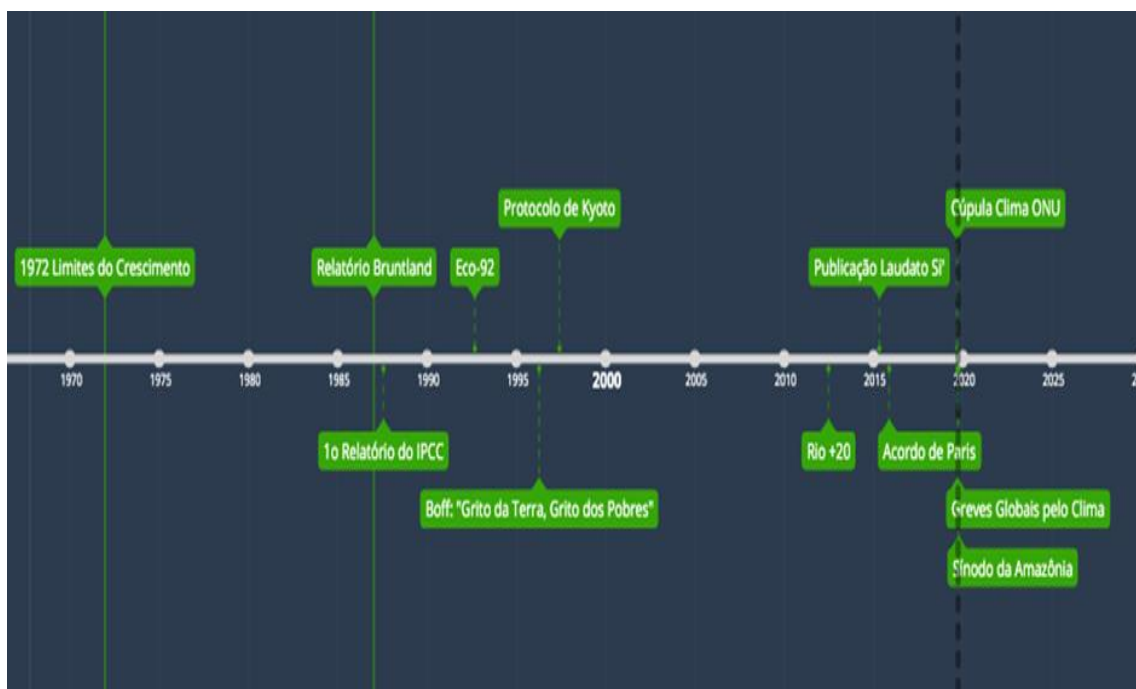 Protocolo de Kyoto
Cúpula Clima ONU
1972 Limites do Crescimento
Relatório Bruntland
Eco-92
Publicação Laudato Si'
1970
1975
1980
1985
1990
1995
2000
2005
2010
2015
2020
2025
1o Relatório do IPCC
Rio +20
Acordo de Paris
Boff: "Grito da Terra, Grito dos Pobres"
Greves Globais pelo Clima
Sínodo da Amazônia